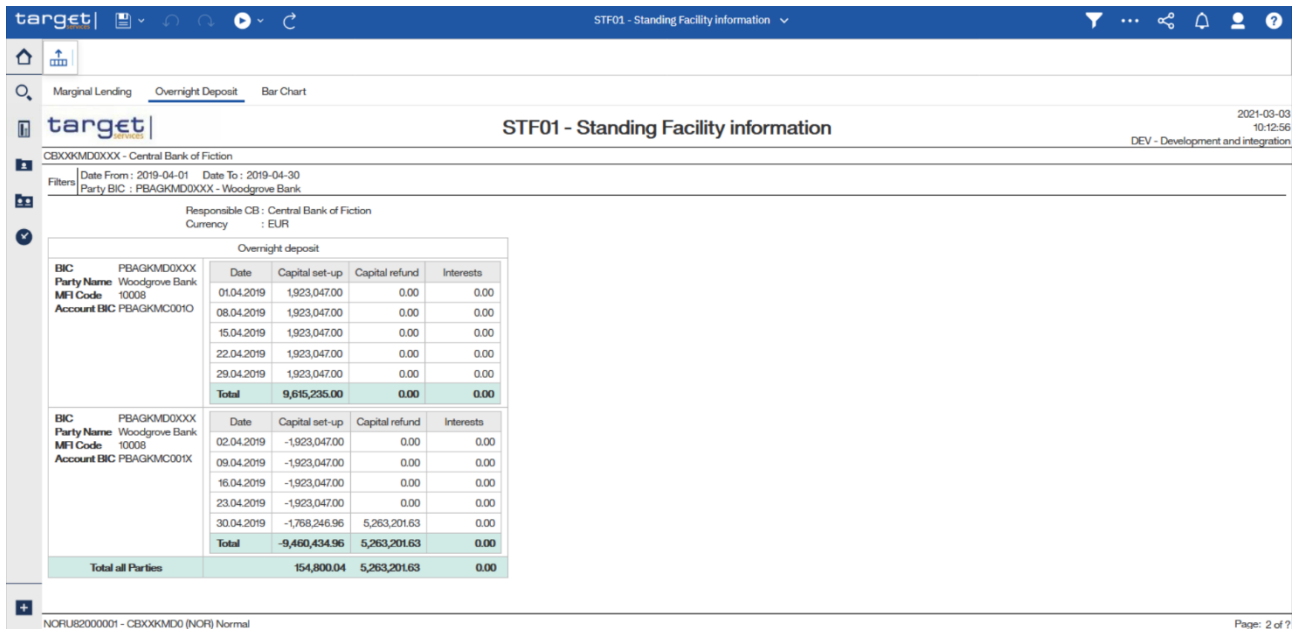 target| services STF01 - Standing Facility information
Marginal Lending Overnight Deposit Bar Chart
target| services STF01 - Standing Facility information
2021-03-03
10:12:56
DEV - Development and integration
CBXXKMD0XXX - Central Bank of Fiction
Filters Date From : 2019-04-01 Date To : 2019-04-30
Party BIC : PBAGKMD0XXX - Woodgrove Bank
Responsible CB : Central Bank of Fiction
Currency : EUR
Overnight deposit
BIC PBAGKMD0XXX
Party Name Woodgrove Bank
MFI Code 10008
Account BIC PBAGKMC001O
Date Capital set-up Capital refund Interests
01.04.2019 1,923,047.00 0.00 0.00
08.04.2019 1,923,047.00 0.00 0.00
15.04.2019 1,923,047.00 0.00 0.00
22.04.2019 1,923,047.00 0.00 0.00
29.04.2019 1,923,047.00 0.00 0.00
Total 9,615,235.00 0.00 0.00
BIC PBAGKMD0XXX
Party Name Woodgrove Bank
MFI Code 10008
Account BIC PBAGKMC001X
Date Capital set-up Capital refund Interests
02.04.2019 -1,923,047.00 0.00 0.00
09.04.2019 -1,923,047.00 0.00 0.00
16.04.2019 -1,923,047.00 0.00 0.00
23.04.2019 -1,923,047.00 0.00 0.00
30.04.2019 -1,768,246.96 5,263,201.63 0.00
Total -9,460,434.96 5,263,201.63 0.00
Total all Parties 154,800.04 5,263,201.63 0.00
NORU82000001 - CBXXKMD0 (NOR) Normal Page: 2 of ?